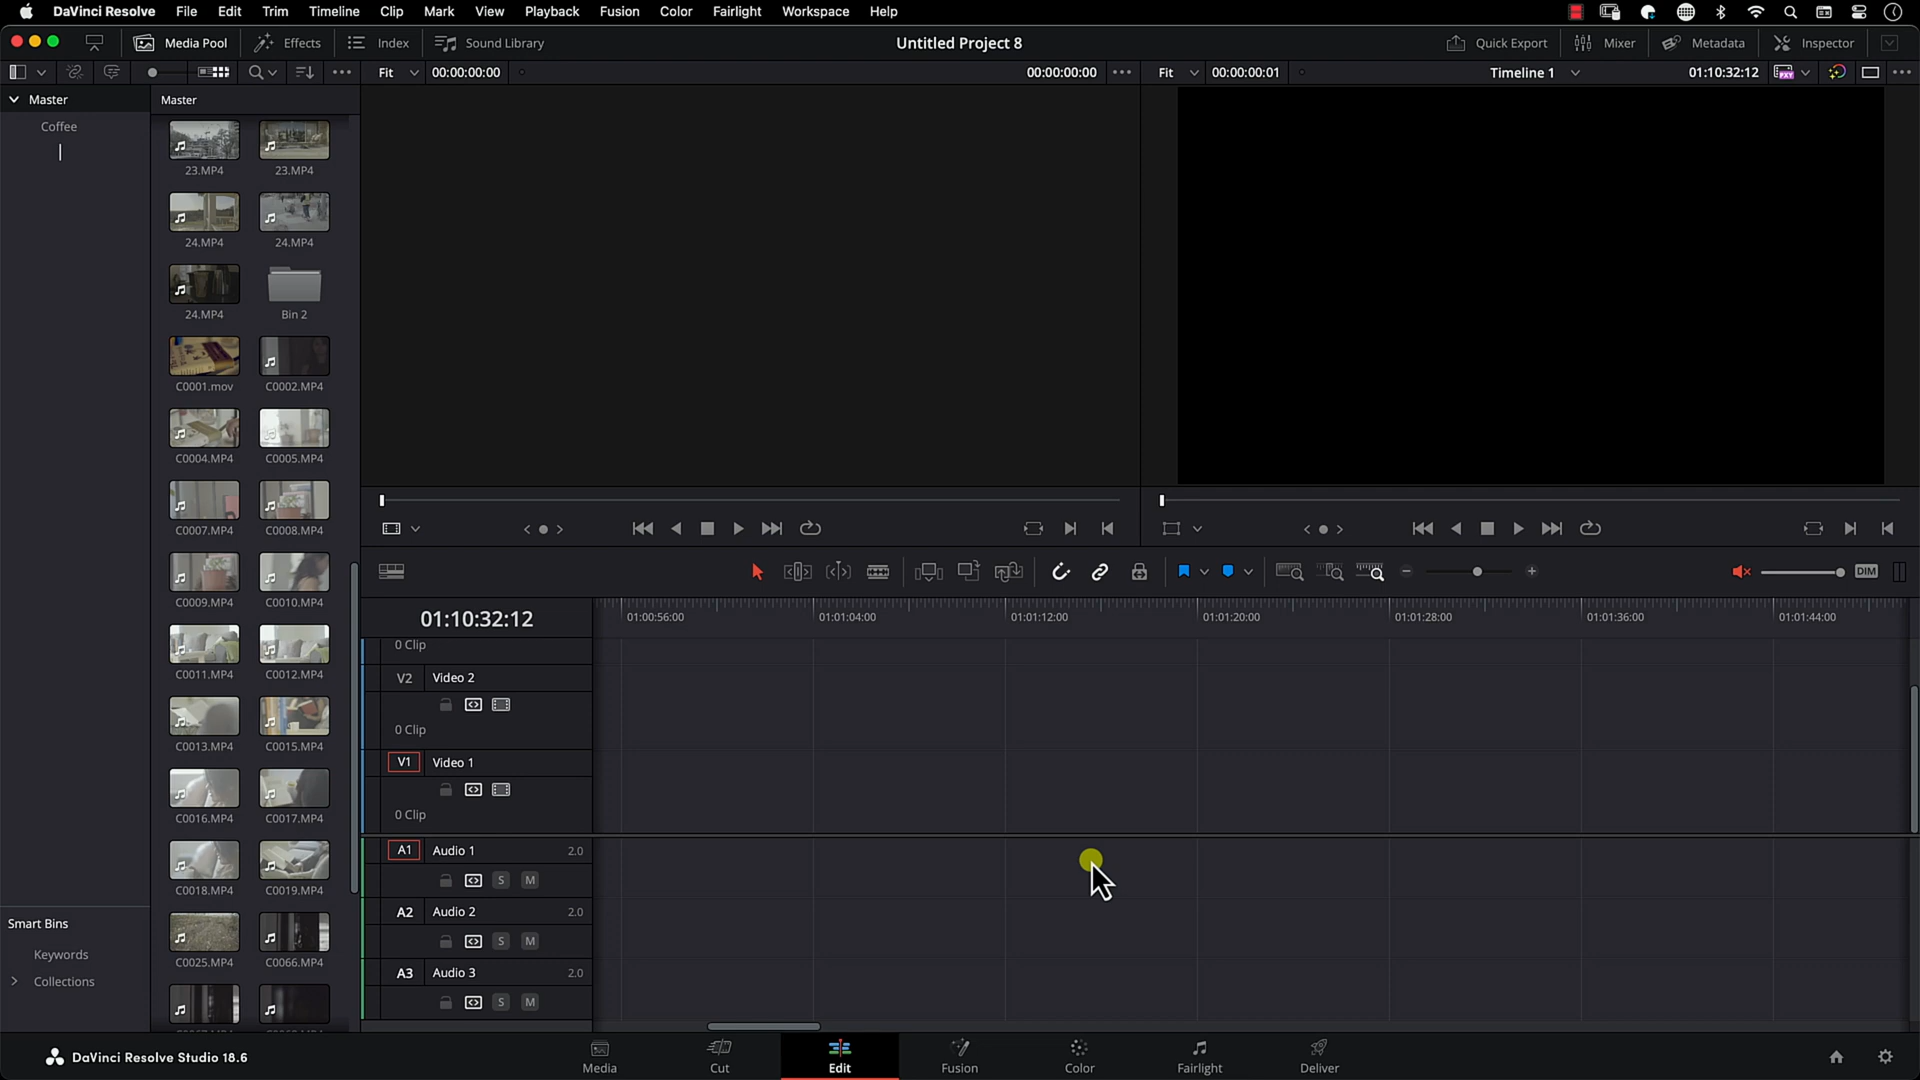 DaVinci Resolve File Edit Trim Timeline Clip Mark View Playback Fusion Color Fairlight Workspace Help
Media Pool Effects Index Sound Library Untitled Project 8 Quick Export Mixer Metadata Inspector
Fit 00:00:00:00 00:00:00:00 Fit 00:00:00:01 Timeline 1 01:10:32:12
Master
Coffee
Master
23.MP4 23.MP4
24.MP4 24.MP4
24.MP4 Bin 2
C0001.mov C0002.MP4
C0004.MP4 C0005.MP4
C0007.MP4 C0008.MP4
C0009.MP4 C0010.MP4
C0011.MP4 C0012.MP4
C0013.MP4 C0015.MP4
C0016.MP4 C0017.MP4
C0018.MP4 C0019.MP4
C0025.MP4 C0066.MP4
Smart Bins
Keywords
Collections
DIM
01:10:32:12
01:00:56:00 01:01:04:00 01:01:12:00 01:01:20:00 01:01:28:00 01:01:36:00 01:01:44:00
0 Clip
V2 Video 2
0 Clip
V1 Video 1
0 Clip
A1 Audio 1 2.0
S M
A2 Audio 2 2.0
S M
A3 Audio 3 2.0
S M
DaVinci Resolve Studio 18.6
Media Cut Edit Fusion Color Fairlight Deliver